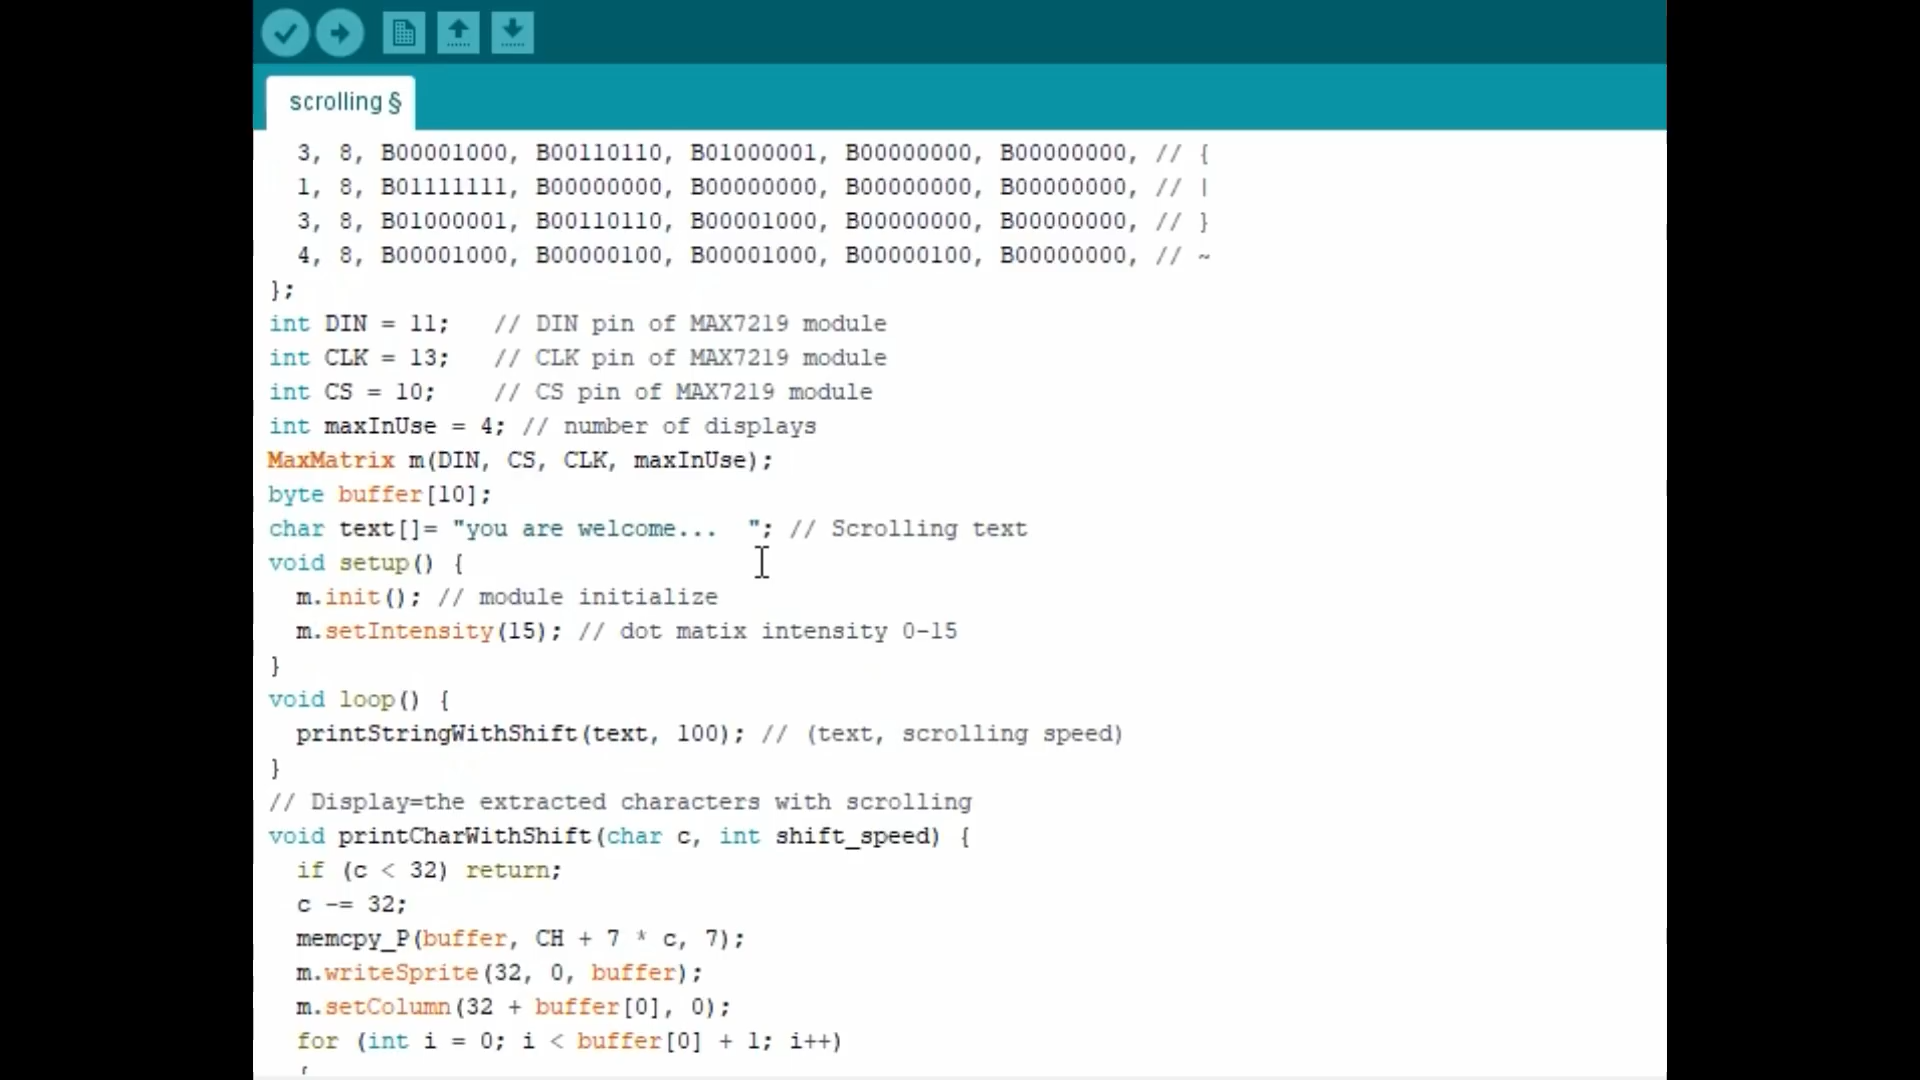 scrolling §
3, 8, B00001000, B00110110, B01000001, B00000000, B00000000, // {
1, 8, B01111111, B00000000, B00000000, B00000000, B00000000, // |
3, 8, B01000001, B00110110, B00001000, B00000000, B00000000, // }
4, 8, B00001000, B00000100, B00001000, B00000100, B00000000, // ~
};
int DIN = 11;   // DIN pin of MAX7219 module
int CLK = 13;   // CLK pin of MAX7219 module
int CS = 10;    // CS pin of MAX7219 module
int maxInUse = 4; // number of displays
MaxMatrix m(DIN, CS, CLK, maxInUse);
byte buffer[10];
char text[]= "you are welcome...  "; // Scrolling text
void setup() {
  m.init(); // module initialize
  m.setIntensity(15); // dot matix intensity 0-15
}
void loop() {
  printStringWithShift(text, 100); // (text, scrolling speed)
}
// Display=the extracted characters with scrolling
void printCharWithShift(char c, int shift_speed) {
  if (c < 32) return;
  c -= 32;
  memcpy_P(buffer, CH + 7 * c, 7);
  m.writeSprite(32, 0, buffer);
  m.setColumn(32 + buffer[0], 0);
  for (int i = 0; i < buffer[0] + 1; i++)
  {